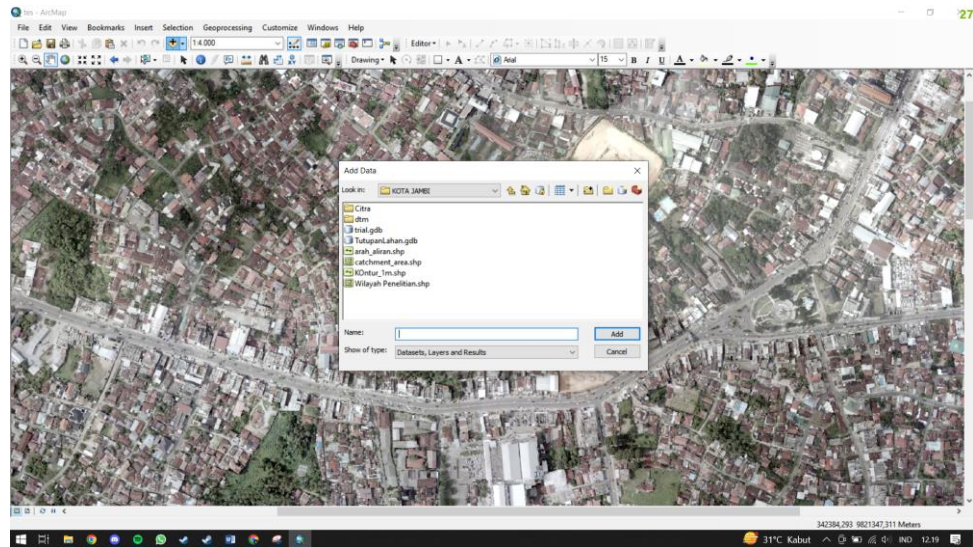 tes - ArcMap
27
File Edit View Bookmarks Insert Selection Geoprocessing Customize Windows Help
1:4.000 Editor
Drawing A Arial 15 B I U A
Add Data
Look in: KOTA JAMBI
Citra
dtm
trial.gdb
TutupanLahan.gdb
arah_aliran.shp
catchment_area.shp
KOntur_1m.shp
Wilayah Penelitian.shp
Name: Add
Show of type: Datasets, Layers and Results Cancel
342384,293 9821347,311 Meters
31°C Kabut IND 12.19